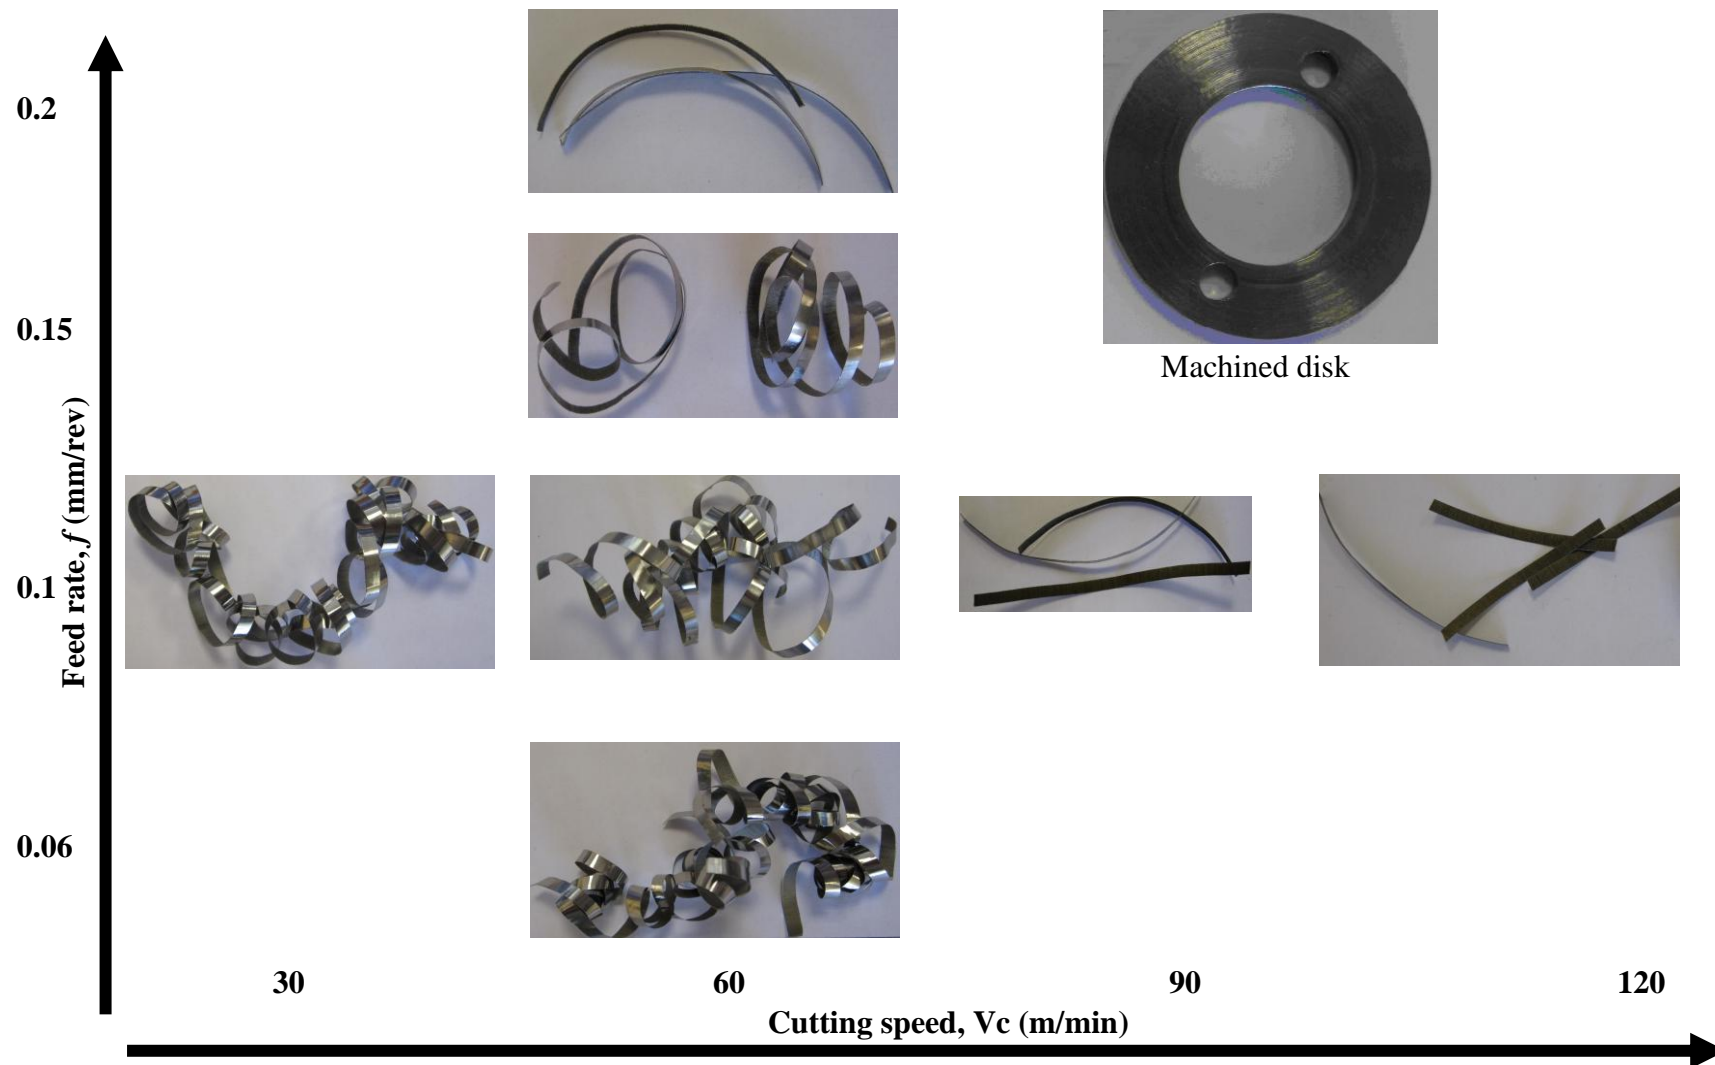 0.2
0.15
Machined disk
Feed rate, f (mm/rev)
0.1
0.06
30 60 90 120
Cutting speed, Vc (m/min)